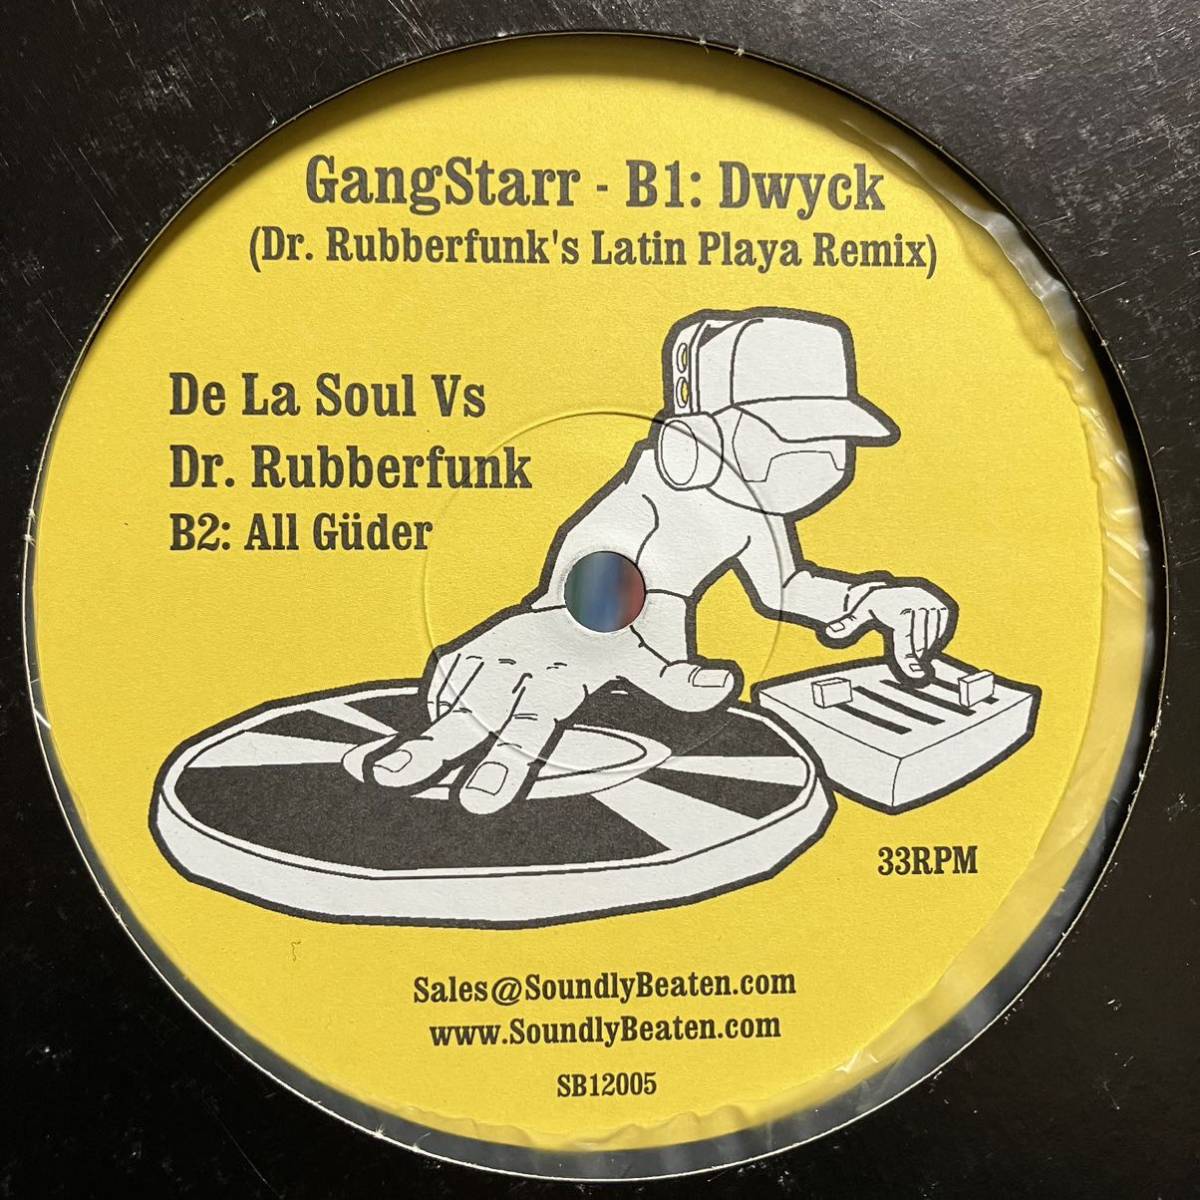 GangStarr - B1: Dwyck
(Dr. Rubberfunk's Latin Playa Remix)
De La Soul Vs
Dr. Rubberfunk
B2: All Güder
33RPM
Sales@SoundlyBeaten.com
www.SoundlyBeaten.com
SB12005